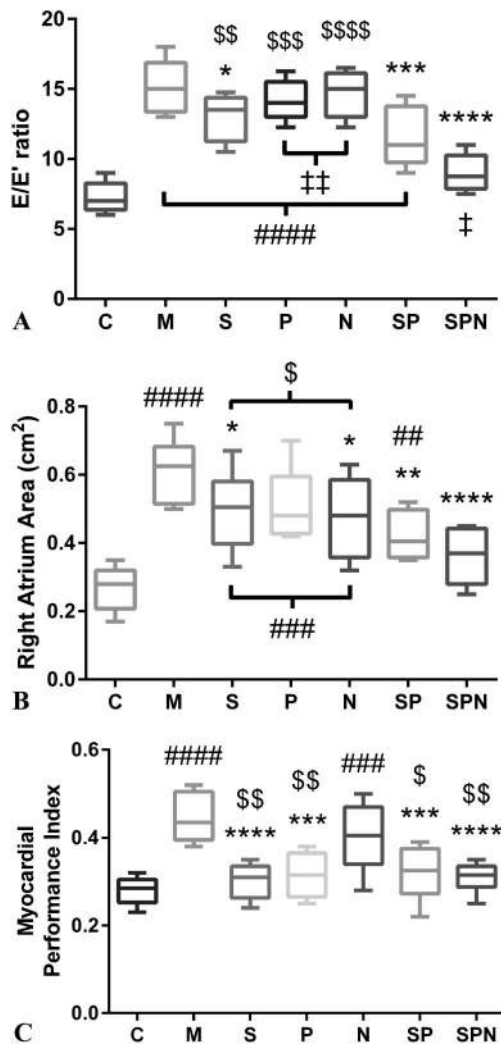 20
$$ $$$ $$$$
* ***
15
****
E/E' ratio
10
‡‡
5
####
‡
0
A
C M S P N SP SPN
$
0.8
####
* * ##
** ****
0.6
Right Atrium Area (cm²)
0.4
0.2
###
0.0
B
C M S P N SP SPN
0.6
#### ###
$$ $$ $ $$
**** *** *** ****
Myocardial
Performance Index
0.4
0.2
0.0
C
C M S P N SP SPN